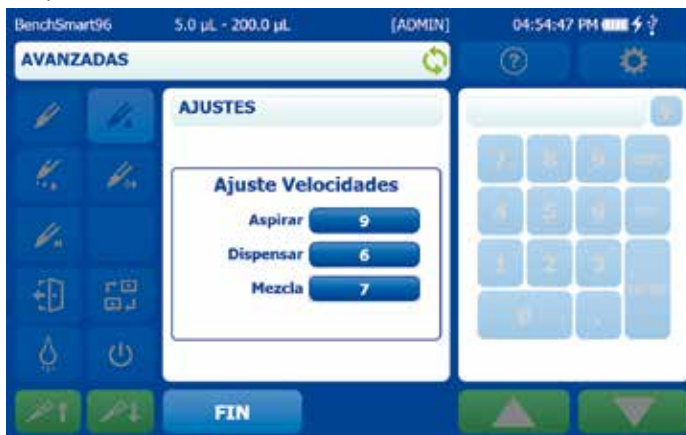 BenchSmart96 5.0 µL - 200.0 µL [ADMIN] 04:54:47 PM
AVANZADAS
?
AJUSTES
Ajuste Velocidades
Aspirar 9
Dispensar 6
Mezcla 7
7 8 9
4 5 6
1 2 3
0 .
FIN